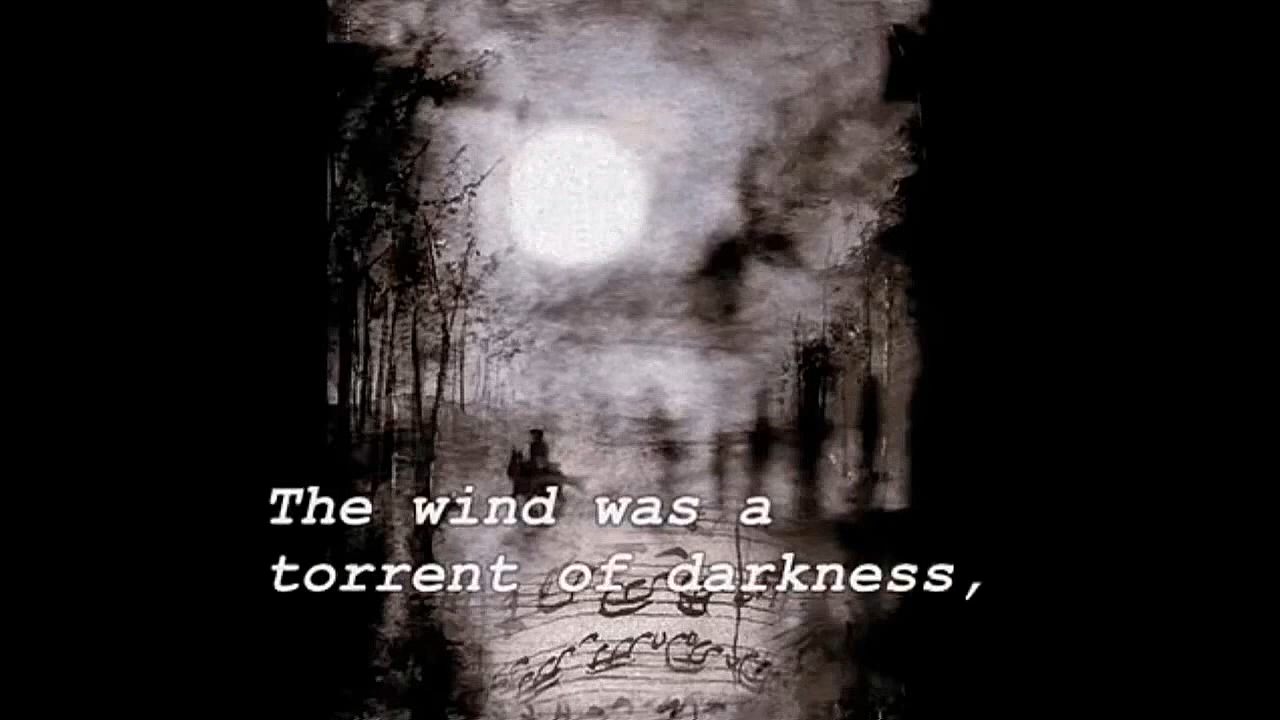 The wind was a
torrent of darkness,